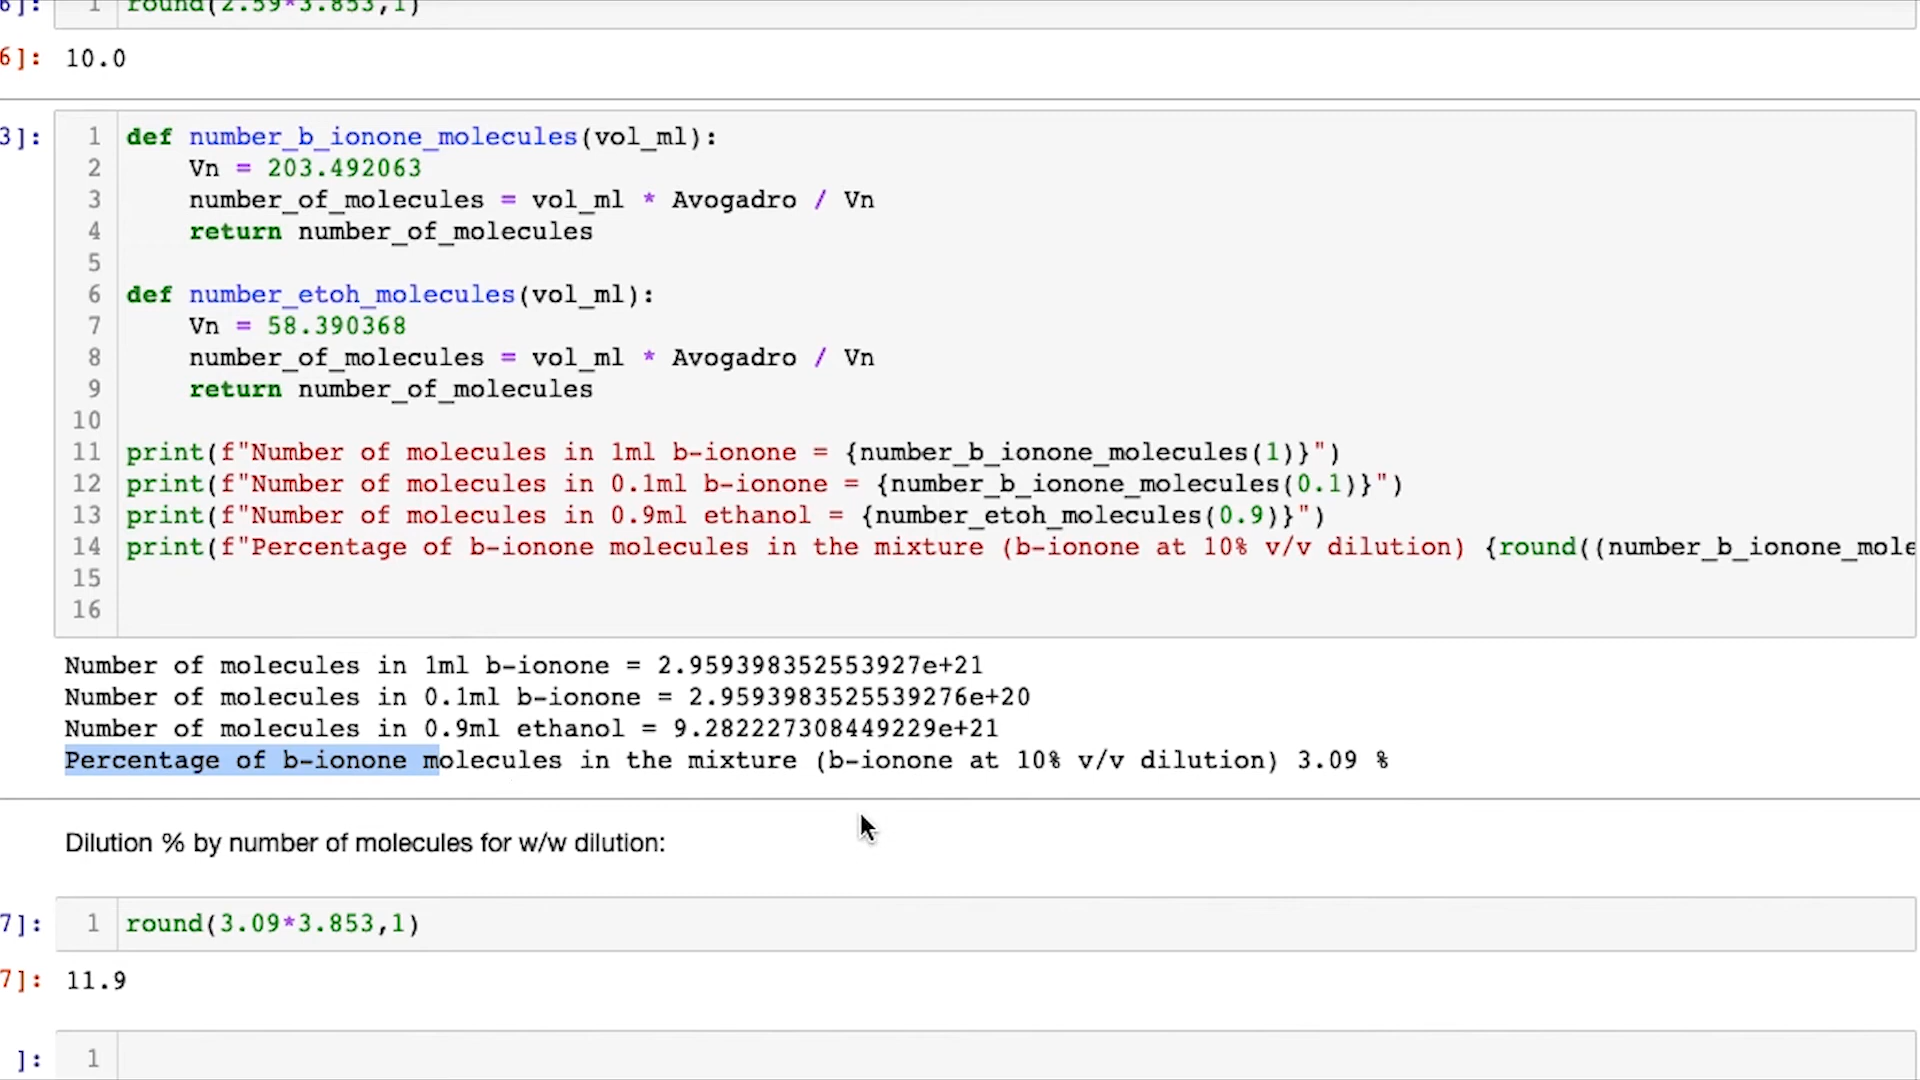 6]: 1 round(2.59*3.853,1)
6]: 10.0
3]: 1 def number_b_ionone_molecules(vol_ml):
2 Vn = 203.492063
3 number_of_molecules = vol_ml * Avogadro / Vn
4 return number_of_molecules
5
6 def number_etoh_molecules(vol_ml):
7 Vn = 58.390368
8 number_of_molecules = vol_ml * Avogadro / Vn
9 return number_of_molecules
10
11 print(f"Number of molecules in 1ml b-ionone = {number_b_ionone_molecules(1)}")
12 print(f"Number of molecules in 0.1ml b-ionone = {number_b_ionone_molecules(0.1)}")
13 print(f"Number of molecules in 0.9ml ethanol = {number_etoh_molecules(0.9)}")
14 print(f"Percentage of b-ionone molecules in the mixture (b-ionone at 10% v/v dilution) {round((number_b_ionone_mole
15
16
Number of molecules in 1ml b-ionone = 2.959398352553927e+21
Number of molecules in 0.1ml b-ionone = 2.9593983525539276e+20
Number of molecules in 0.9ml ethanol = 9.282227308449229e+21
Percentage of b-ionone molecules in the mixture (b-ionone at 10% v/v dilution) 3.09 %
Dilution % by number of molecules for w/w dilution:
7]: 1 round(3.09*3.853,1)
7]: 11.9
]: 1